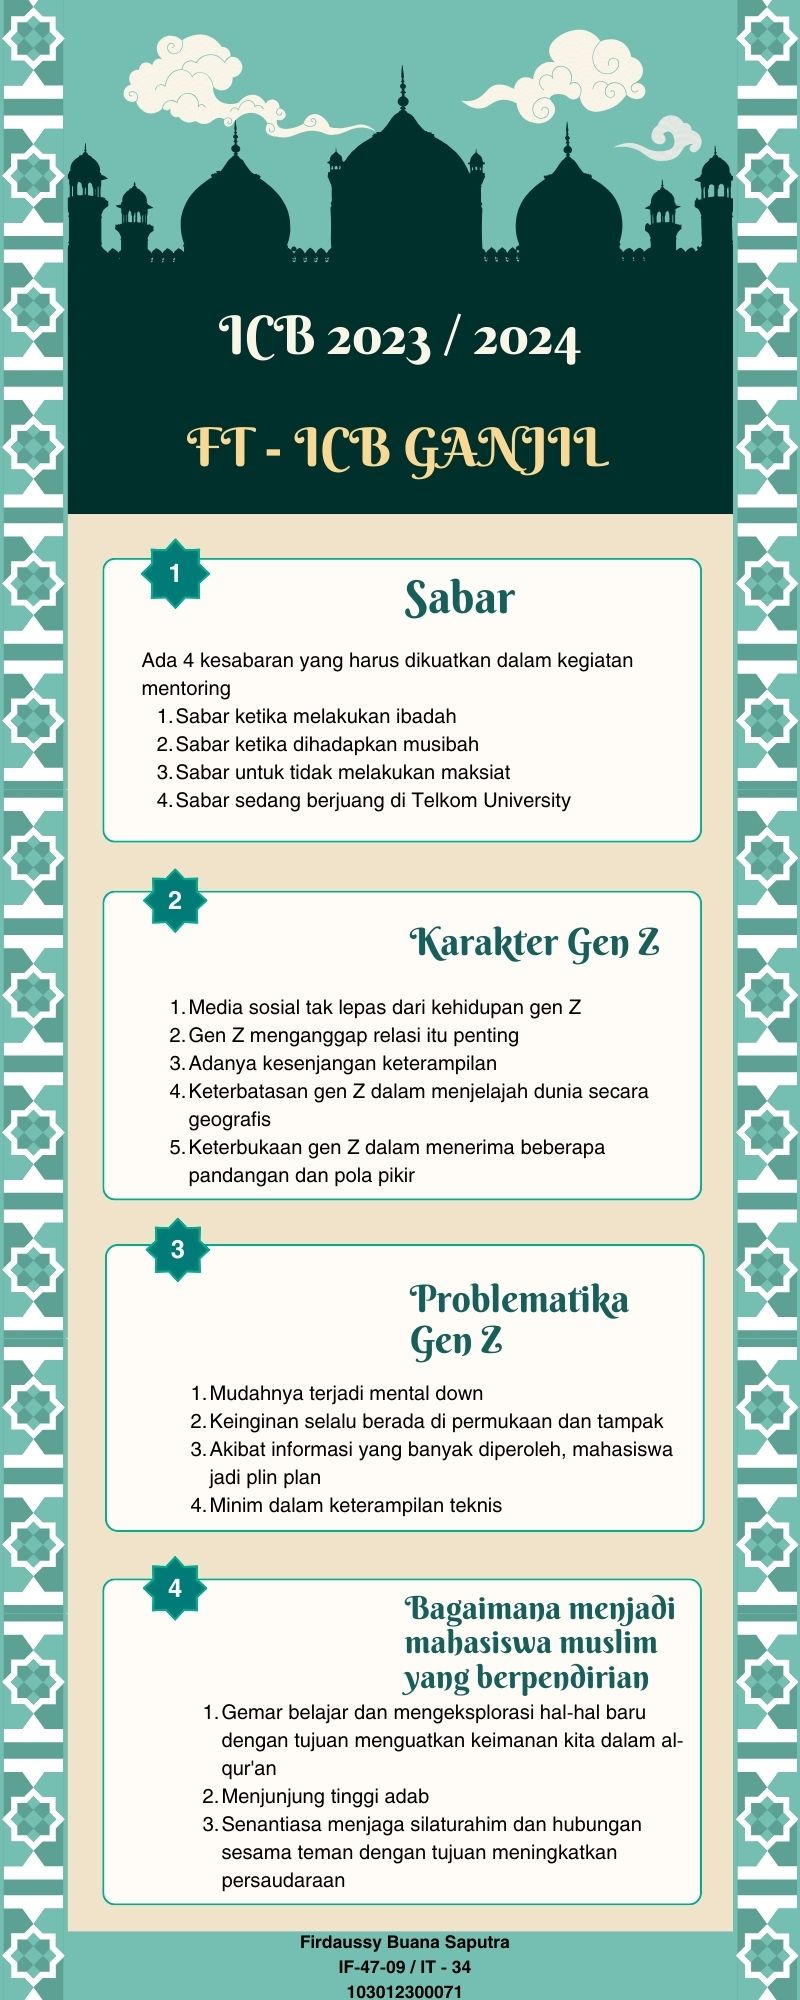 ICB 2023 / 2024
FT - ICB GANJIL
1
Sabar
Ada 4 kesabaran yang harus dikuatkan dalam kegiatan
mentoring
1. Sabar ketika melakukan ibadah
2. Sabar ketika dihadapkan musibah
3. Sabar untuk tidak melakukan maksiat
4. Sabar sedang berjuang di Telkom University
2
Karakter Gen Z
1. Media sosial tak lepas dari kehidupan gen Z
2. Gen Z menganggap relasi itu penting
3. Adanya kesenjangan keterampilan
4. Keterbatasan gen Z dalam menjelajah dunia secara
geografis
5. Keterbukaan gen Z dalam menerima beberapa
pandangan dan pola pikir
3
Problematika
Gen Z
1. Mudahnya terjadi mental down
2. Keinginan selalu berada di permukaan dan tampak
3. Akibat informasi yang banyak diperoleh, mahasiswa
jadi plin plan
4. Minim dalam keterampilan teknis
4
Bagaimana menjadi
mahasiswa muslim
yang berpendirian
1. Gemar belajar dan mengeksplorasi hal-hal baru
dengan tujuan menguatkan keimanan kita dalam al-
qur'an
2. Menjunjung tinggi adab
3. Senantiasa menjaga silaturahim dan hubungan
sesama teman dengan tujuan meningkatkan
persaudaraan
Firdaussy Buana Saputra
IF-47-09 / IT - 34
103012300071